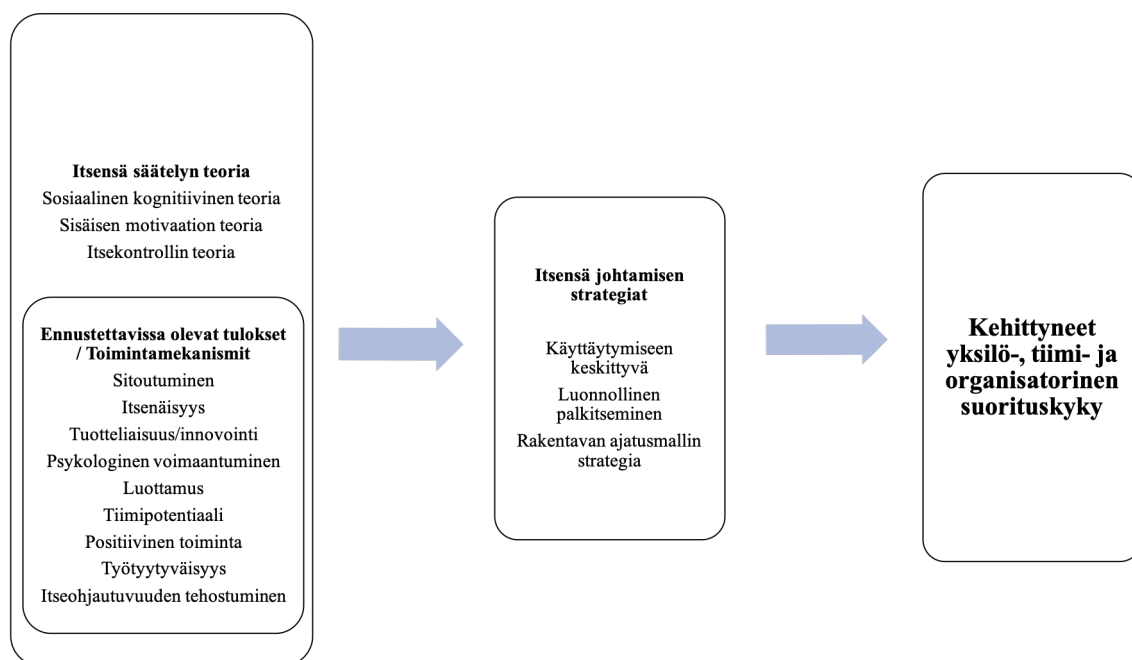 Itsensä säätelyn teoria
Sosiaalinen kognitiivinen teoria
Sisäisen motivaation teoria
Itsekontrollin teoria
Ennustettavissa olevat tulokset
/ Toimintamekanismit
Sitoutuminen
Itsenäisyys
Tuotteliaisuus/innovointi
Psykologinen voimaantuminen
Luottamus
Tiimipotentiaali
Positiivinen toiminta
Työtyytyväisyys
Itseohjautuvuuden tehostuminen
Itsensä johtamisen
strategiat
Käyttäytymiseen
keskittyvä
Luonnollinen
palkitseminen
Rakentavan ajatusmallin
strategia
Kehittyneet
yksilö-, tiimi- ja
organisatorinen
suorituskyky